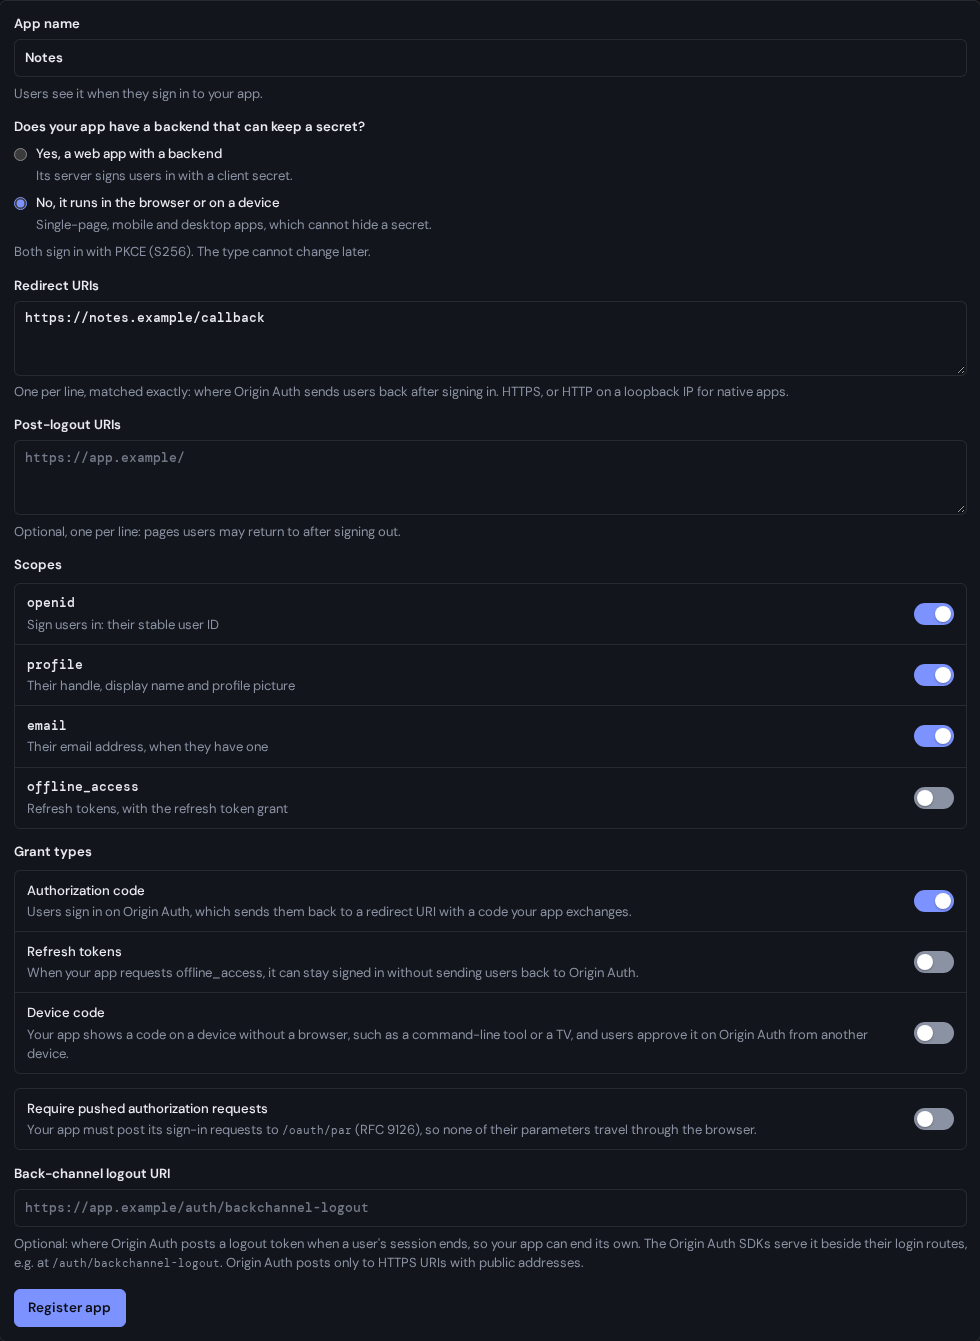 App name
Notes
Users see it when they sign in to your app.
Does your app have a backend that can keep a secret?
Yes, a web app with a backend
Its server signs users in with a client secret.
No, it runs in the browser or on a device
Single-page, mobile and desktop apps, which cannot hide a secret.
Both sign in with PKCE (S256). The type cannot change later.
Redirect URIs
https://notes.example/callback
One per line, matched exactly: where Origin Auth sends users back after signing in. HTTPS, or HTTP on a loopback IP for native apps.
Post-logout URIs
https://app.example/
Optional, one per line: pages users may return to after signing out.
Scopes
openid
Sign users in: their stable user ID
profile
Their handle, display name and profile picture
email
Their email address, when they have one
offline_access
Refresh tokens, with the refresh token grant
Grant types
Authorization code
Users sign in on Origin Auth, which sends them back to a redirect URI with a code your app exchanges.
Refresh tokens
When your app requests offline_access, it can stay signed in without sending users back to Origin Auth.
Device code
Your app shows a code on a device without a browser, such as a command-line tool or a TV, and users approve it on Origin Auth from another
device.
Require pushed authorization requests
Your app must post its sign-in requests to /oauth/par (RFC 9126), so none of their parameters travel through the browser.
Back-channel logout URI
https://app.example/auth/backchannel-logout
Optional: where Origin Auth posts a logout token when a user's session ends, so your app can end its own. The Origin Auth SDKs serve it beside their login routes,
e.g. at /auth/backchannel-logout. Origin Auth posts only to HTTPS URIs with public addresses.
Register app